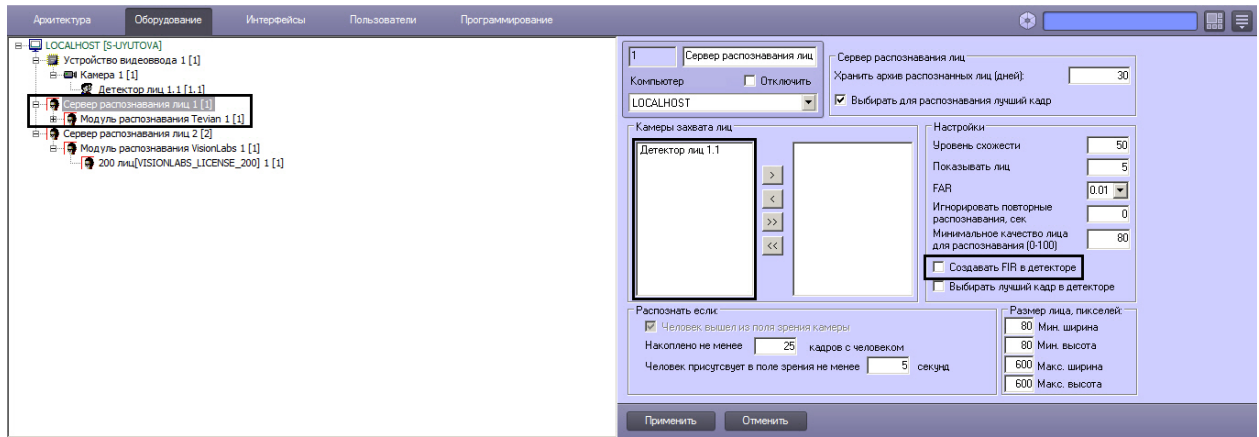 Архитектура
Оборудование
Интерфейсы
Пользователи
Программирование
LOCALHOST [S-UYUTOVA]
Устройство видеоввода 1 [1]
Камера 1 [1]
Детектор лиц 1.1 [1.1]
Сервер распознавания лиц 1 [1]
Модуль распознавания Tevian 1 [1]
Сервер распознавания лиц 2 [2]
Модуль распознавания VisionLabs 1 [1]
200 лиц[VISIONLABS_LICENSE_200] 1 [1]
1
Сервер распознавания лиц
Компьютер
Отключить
LOCALHOST
Сервер распознавания лиц
Хранить архив распознанных лиц (дней):
30
Выбирать для распознавания лучший кадр
Камеры захвата лиц
Детектор лиц 1.1
>
<
>>
<<
Настройки
Уровень схожести
50
Показывать лиц
5
FAR
0.01
Игнорировать повторные
распознавания, сек
0
Минимальное качество лица
для распознавания (0-100)
80
Создавать FIR в детекторе
Выбирать лучший кадр в детекторе
Распознать если:
Человек вышел из поля зрения камеры
Накоплено не менее
25
кадров с человеком
Человек присутсвует в поле зрения не менее
5
секунд
Размер лица, пикселей:
80 Мин. ширина
80 Мин. высота
600 Макс. ширина
600 Макс. высота
Применить
Отменить